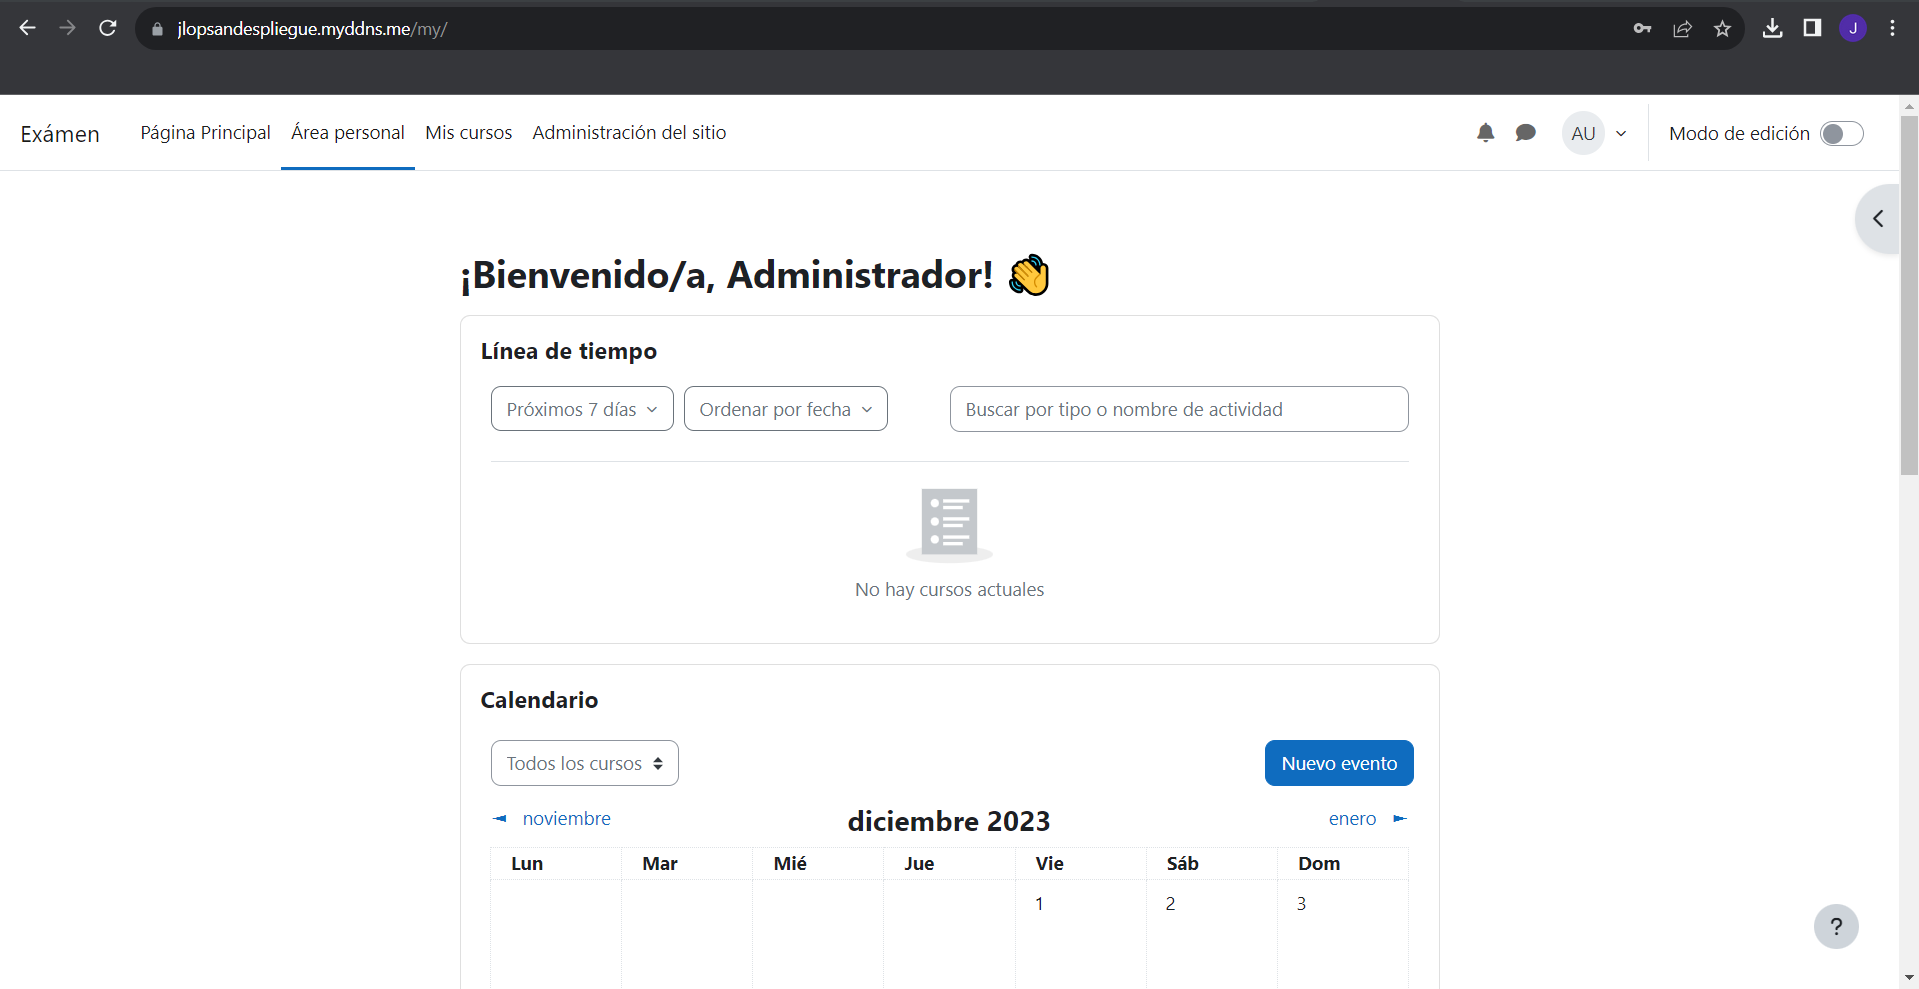 jlopsandespliegue.myddns.me/my/
J
Exámen
Página Principal
Área personal
Mis cursos
Administración del sitio
AU
Modo de edición
¡Bienvenido/a, Administrador! 👋
Línea de tiempo
Próximos 7 días
Ordenar por fecha
Buscar por tipo o nombre de actividad
No hay cursos actuales
Calendario
Todos los cursos
Nuevo evento
◄ noviembre
diciembre 2023
enero ►
Lun Mar Mié Jue Vie Sáb Dom
1 2 3
?